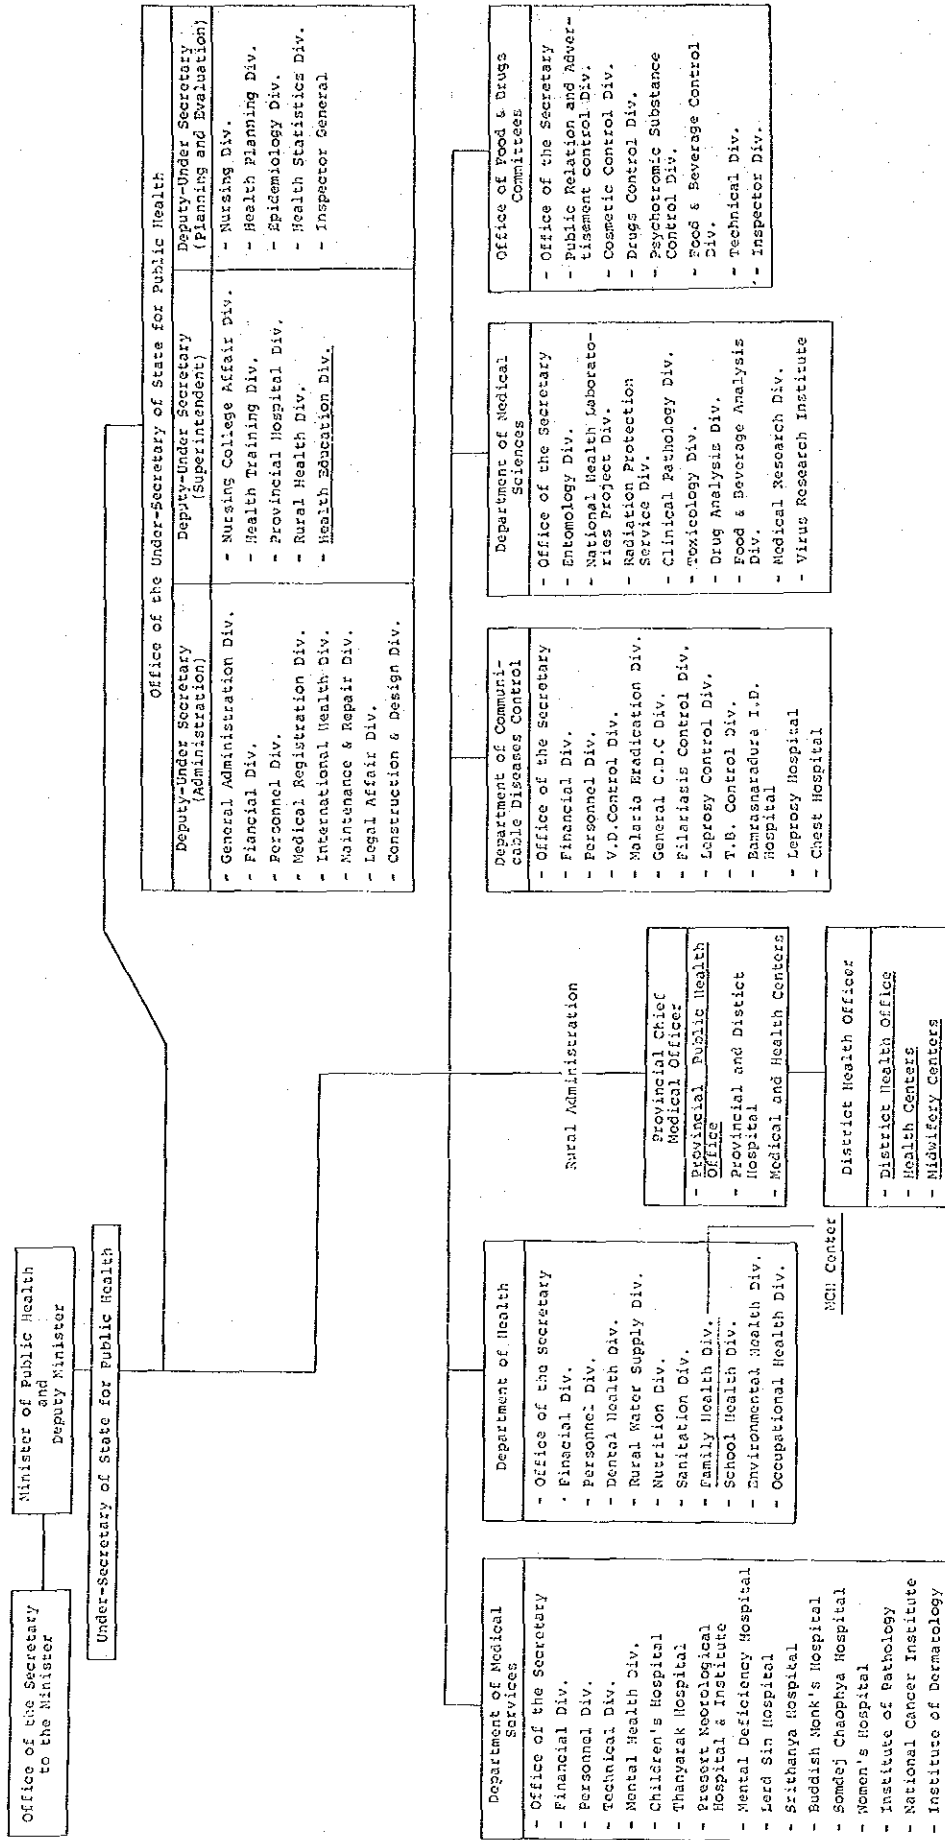 Office of the Secretary
to the Minister
Minister of Public Health
and
Deputy Minister
Under-Secretary of State for Public Health
Office of the Under-Secretary of State for Public Health
Deputy-Under Secretary
(Administration)
- General Administration Div.
- Fiancial Div.
- Personnel Div.
- Medical Registration Div.
- International Health Div.
- Maintenance & Repair Div.
- Legal Affair Div.
- Construction & Design Div.
Deputy-Under Secretary
(Superintendent)
- Nursing College Affair Div.
- Health Training Div.
- Provincial Hospital Div.
- Rural Health Div.
- Health Education Div.
Deputy-Under Secretary
(Planning and Evaluation)
- Nursing Div.
- Health Planning Div.
- Epidemiology Div.
- Health Statistics Div.
- Inspector General
Department of Medical
Services
- Office of the Secretary
- Financial Div.
- Personnel Div.
- Technical Div.
- Mental Health Div.
- Children's Hospital
- Thanyarak Hospital
- Presert Neorological
Hospital & Institute
- Mental Deficiency Hospital
- Lerd Sin Hospital
- Srithanya Hospital
- Buddish Monk's Hospital
- Somdej Chaophya Hospital
- Women's Hospital
- Institute of Pathology
- National Cancer Institute
- Institute of Dermatology
Department of Health
- Office of the Secretary
- Finacial Div.
- Personnel Div.
- Dental Health Div.
- Rural Water Supply Div.
- Nutrition Div.
- Sanitation Div.
- Family Health Div.
- School Health Div.
- Environmental Health Div.
- Occupational Health Div.
MCH Center
Rural Administration
Provincial Chief
Medical Officer
- Provincial Public Health
Office
- Provincial and District
Hospital
- Medical and Health Centers
District Health Officer
- District Health Office
- Health Centers
- Midwifery Centers
Department of Communi-
cable Diseases Control
- Office of the Secretary
- Financial Div.
- Personnel Div.
- V.D.Control Div.
- Malaria Eradication Div.
- General C.D.C Div.
- Filariasis Control Div.
- Leprosy Control Div.
- T.B. Control Div.
- Bamrasnaradura I.D.
Hospital
- Leprosy Hospital
- Chest Hospital
Department of Medical
Sciences
- Office of the Secretary
- Entomology Div.
- National Health Laborato-
ries Project Div.
- Radiation Protection
Service Div.
- Clinical Pathology Div.
- Toxicology Div.
- Drug Analysis Div.
- Food & Beverage Analysis
Div.
- Medical Research Div.
- Virus Research Institute
Office of Food & Drugs
Committees
- Office of the Secretary
- Public Relation and Adver-
tisement control Div.
- Cosmetic Control Div.
- Drugs Control Div.
- Psychotromic Substance
Control Div.
- Food & Beverage Control
Div.
- Technical Div.
- Inspector Div.